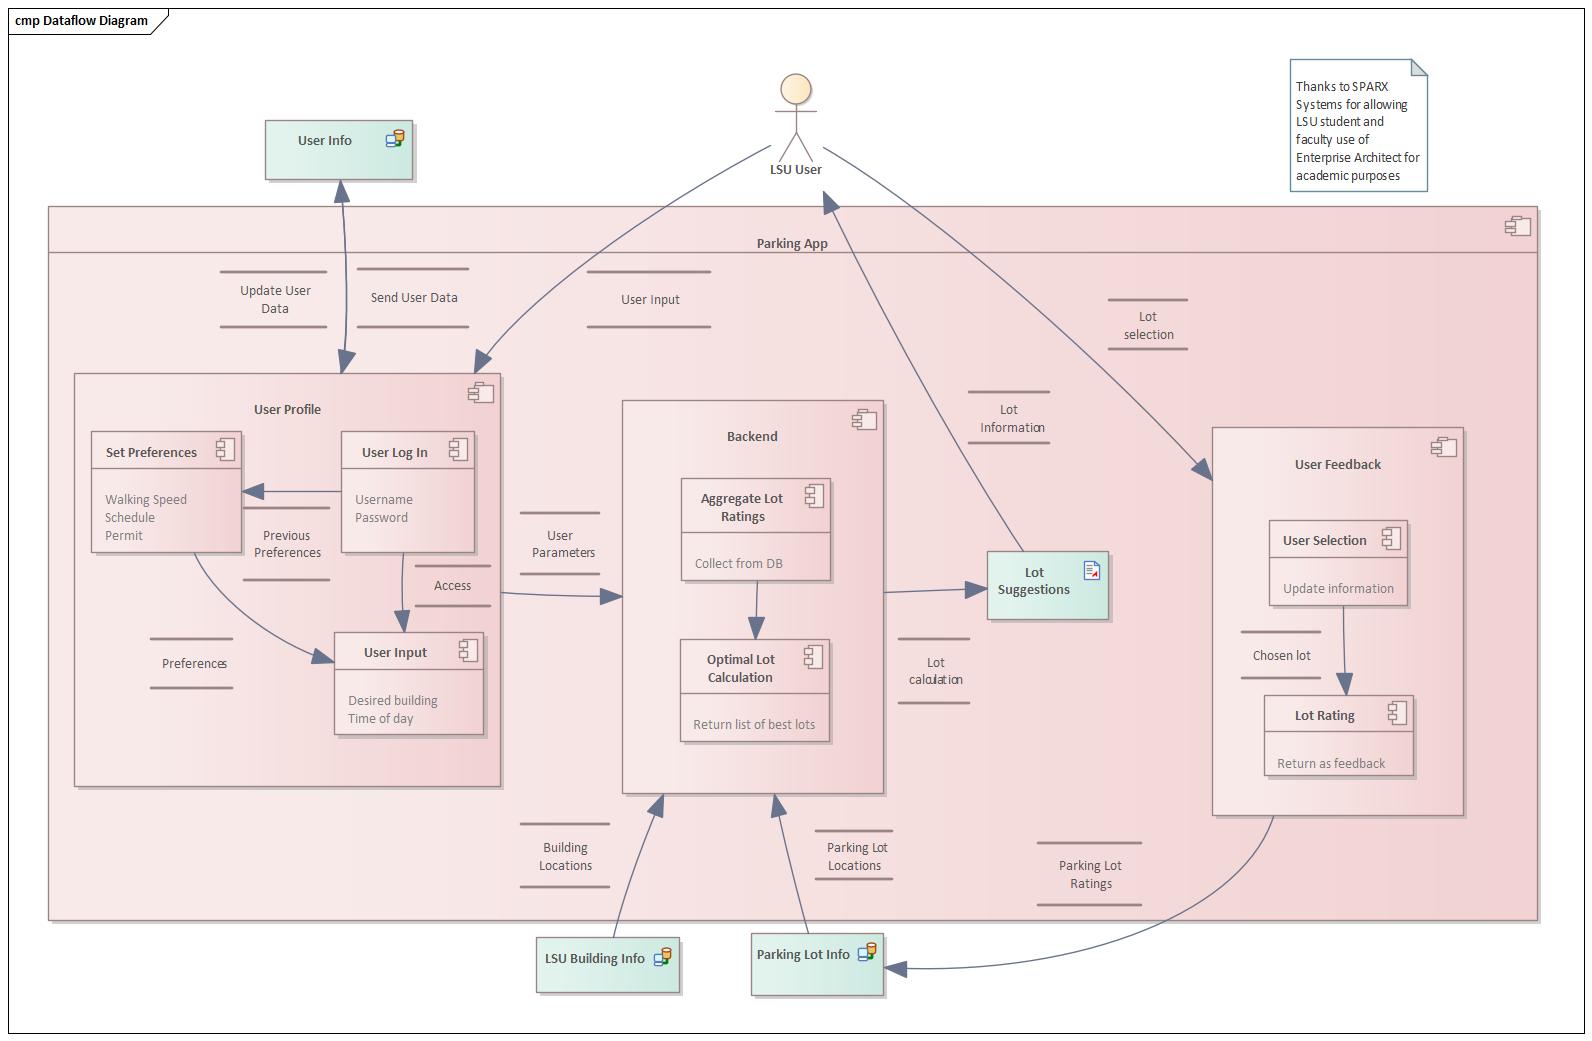 cmp Dataflow Diagram
Thanks to SPARX
Systems for allowing
LSU student and
faculty use of
Enterprise Architect for
academic purposes
User Info
LSU User
Parking App
Update User
Data
Send User Data
User Input
Lot
selection
Lot
Information
User Profile
Set Preferences
Walking Speed
Schedule
Permit
User Log In
Username
Password
Previous
Preferences
Access
Preferences
User Input
Desired building
Time of day
User
Parameters
Backend
Aggregate Lot
Ratings
Collect from DB
Optimal Lot
Calculation
Return list of best lots
Lot
Suggestions
Lot
calculation
User Feedback
User Selection
Update information
Chosen lot
Lot Rating
Return as feedback
Building
Locations
Parking Lot
Locations
Parking Lot
Ratings
LSU Building Info
Parking Lot Info